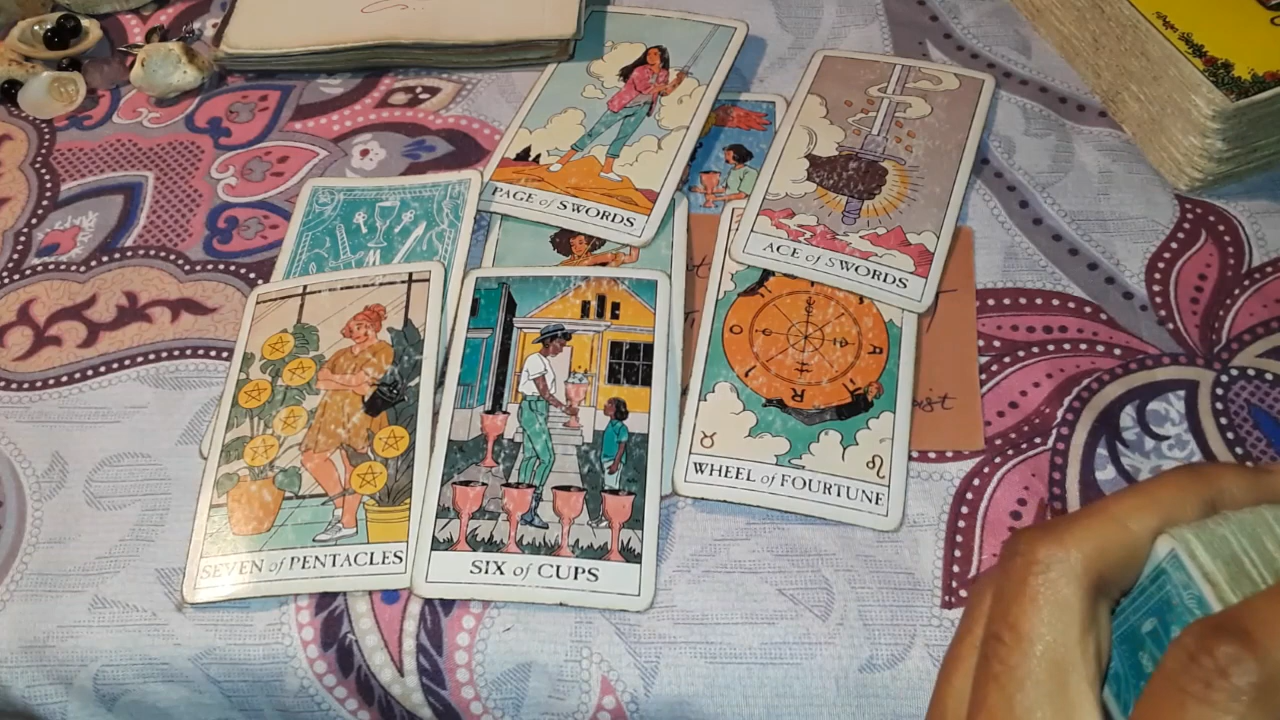 PAGE of SWORDS
ACE of SWORDS
WHEEL of FOURTUNE
SEVEN of PENTACLES
SIX of CUPS